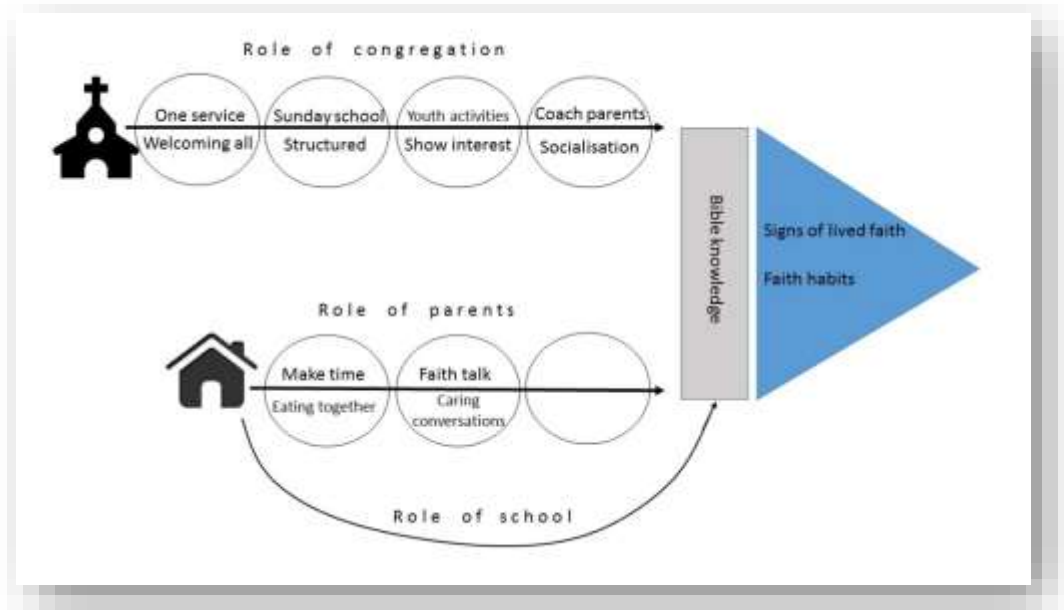 Role of congregation
One service
Welcoming all
Sunday school
Structured
Youth activities
Show interest
Coach parents
Socialisation
Bible knowledge
Signs of lived faith
Faith habits
Role of parents
Make time
Eating together
Faith talk
Caring
conversations
Role of school